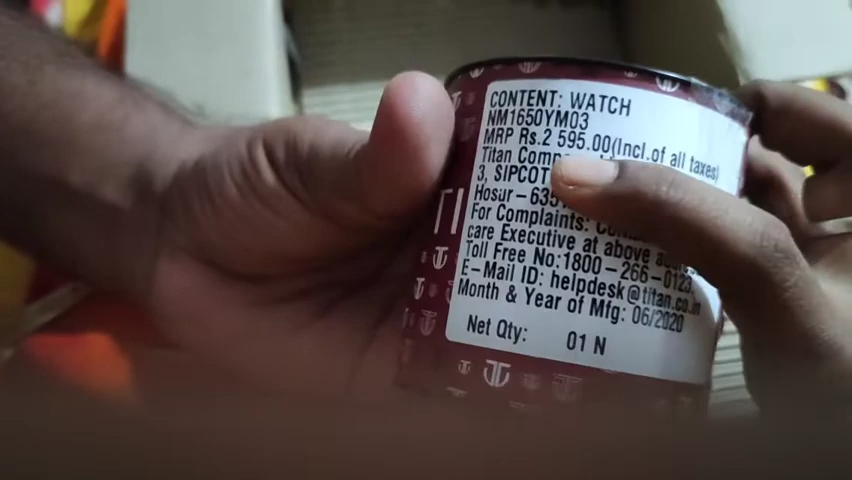 CONTENT: WATCH
NM1650YM03
MRP Rs.2 595.00(Incl.of all taxes)
Titan
3, SIPCOT
Hosur-635
For Complaints:
care Executive at above
Toll Free No:1800-266-0123
E-Mail ID: helpdesk@titan.co.in
Month & Year of Mfg: 06/2020
Net Qty: 01 N